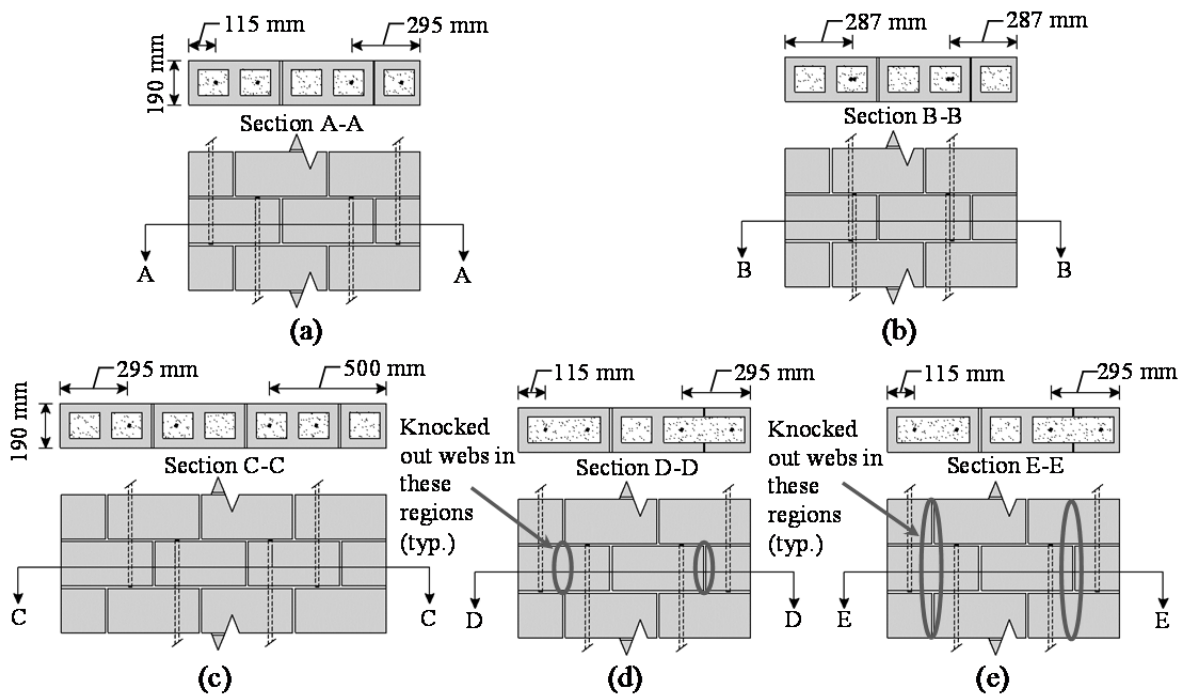 115 mm
295 mm
190 mm
Section A-A
A
A
(a)
287 mm
287 mm
Section B-B
B
B
(b)
295 mm
500 mm
190 mm
Section C-C
C
C
(c)
115 mm
295 mm
Knocked
out webs in
these
regions
(typ.)
Section D-D
D
D
(d)
115 mm
295 mm
Knocked
out webs in
these
regions
(typ.)
Section E-E
E
E
(e)